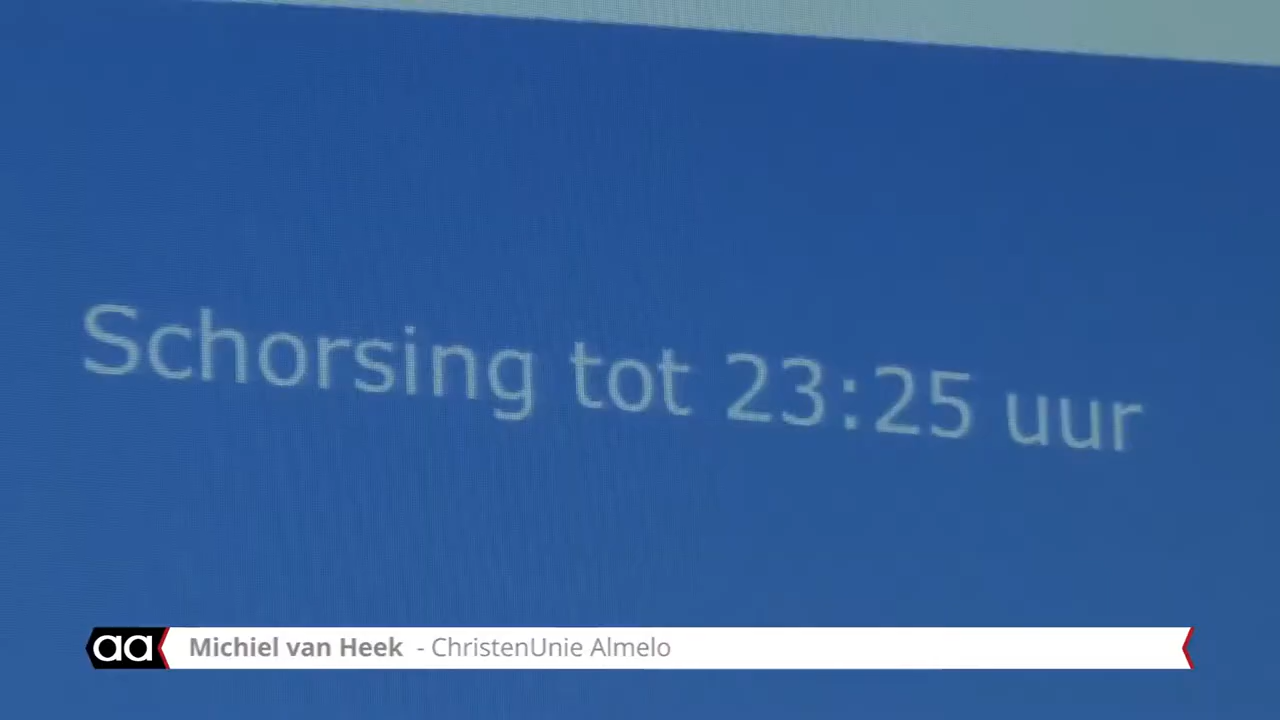 Schorsing tot 23:25 uur
aa Michiel van Heek - ChristenUnie Almelo